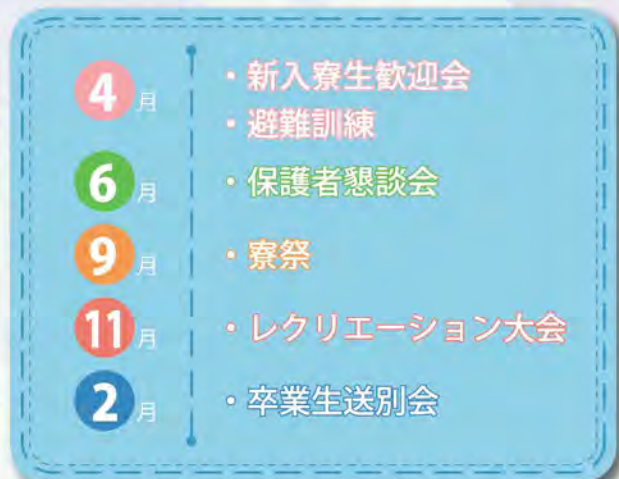 4月 ・新入寮生歓迎会
・避難訓練
6月 ・保護者懇談会
9月 ・寮祭
11月 ・レクリエーション大会
2月 ・卒業生送別会